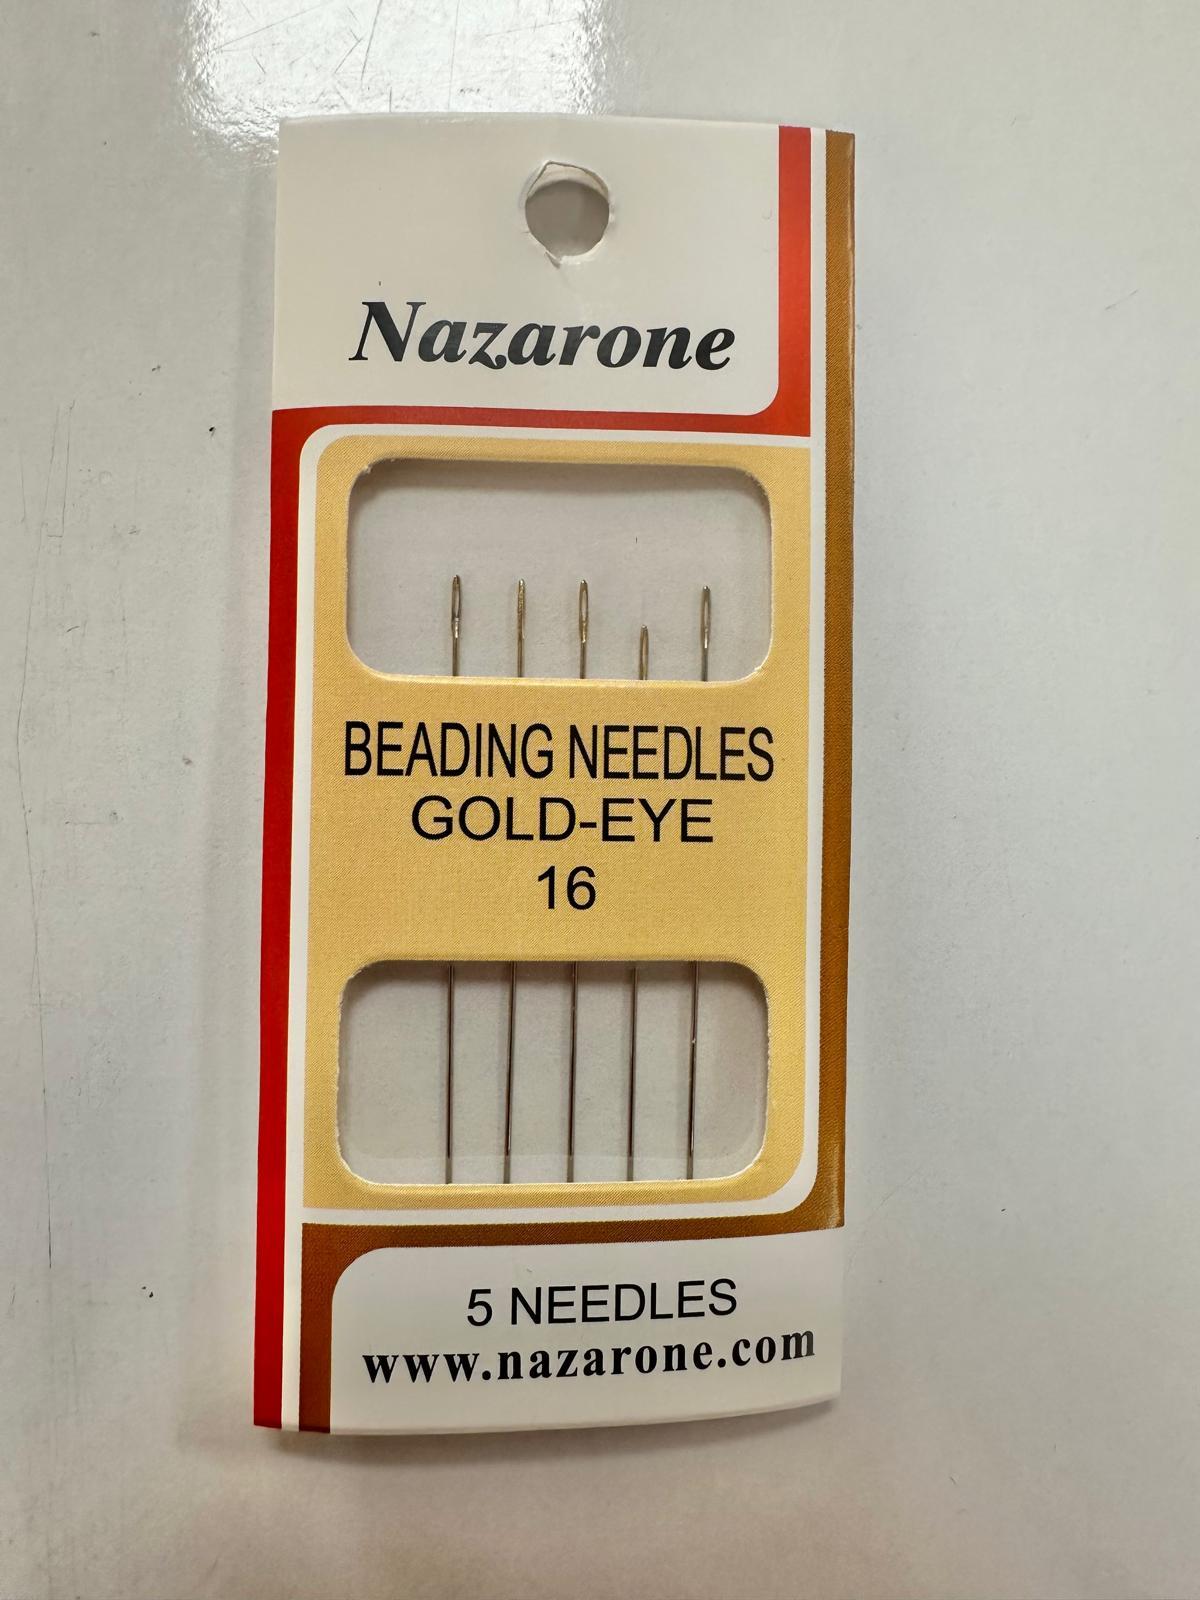 Nazarone
BEADING NEEDLES
GOLD-EYE
16
5 NEEDLES
www.nazarone.com